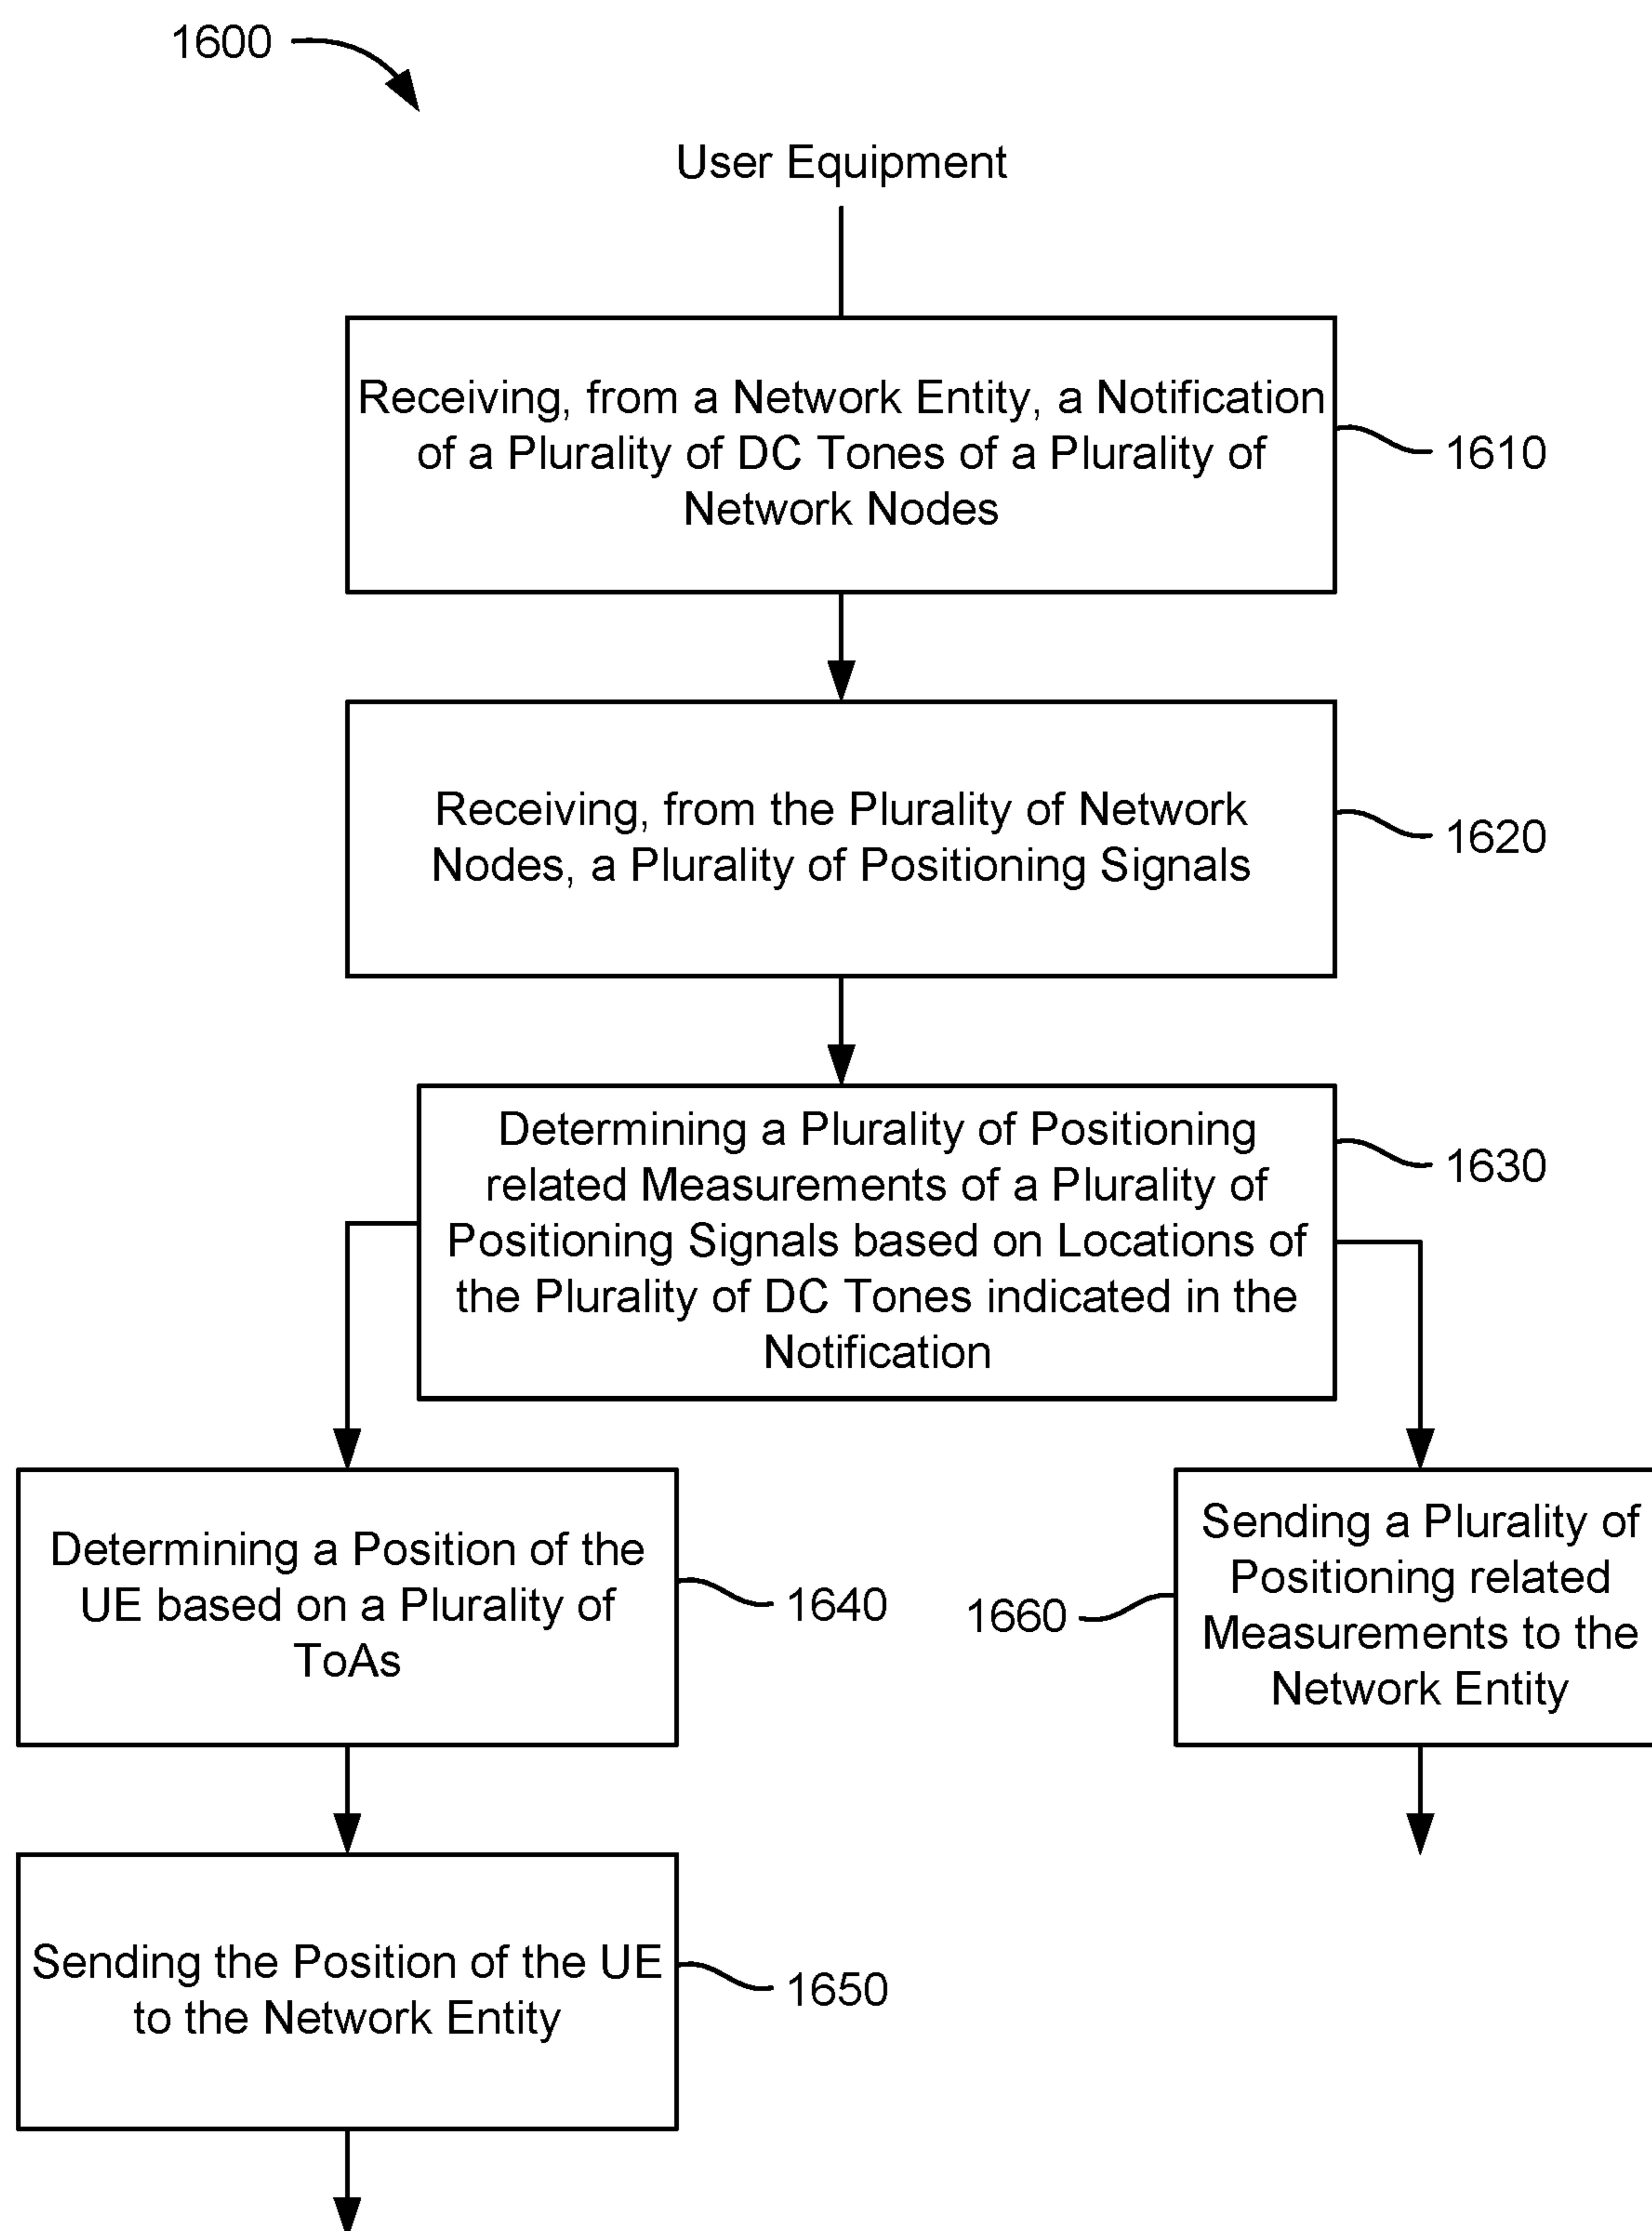 1600
User Equipment
Receiving, from a Network Entity, a Notification
of a Plurality of DC Tones of a Plurality of
Network Nodes
1610
Receiving, from the Plurality of Network
Nodes, a Plurality of Positioning Signals
1620
Determining a Plurality of Positioning
related Measurements of a Plurality of
Positioning Signals based on Locations of
the Plurality of DC Tones indicated in the
Notification
1630
Determining a Position of the
UE based on a Plurality of
ToAs
1640
1660
Sending a Plurality of
Positioning related
Measurements to the
Network Entity
Sending the Position of the UE
to the Network Entity
1650